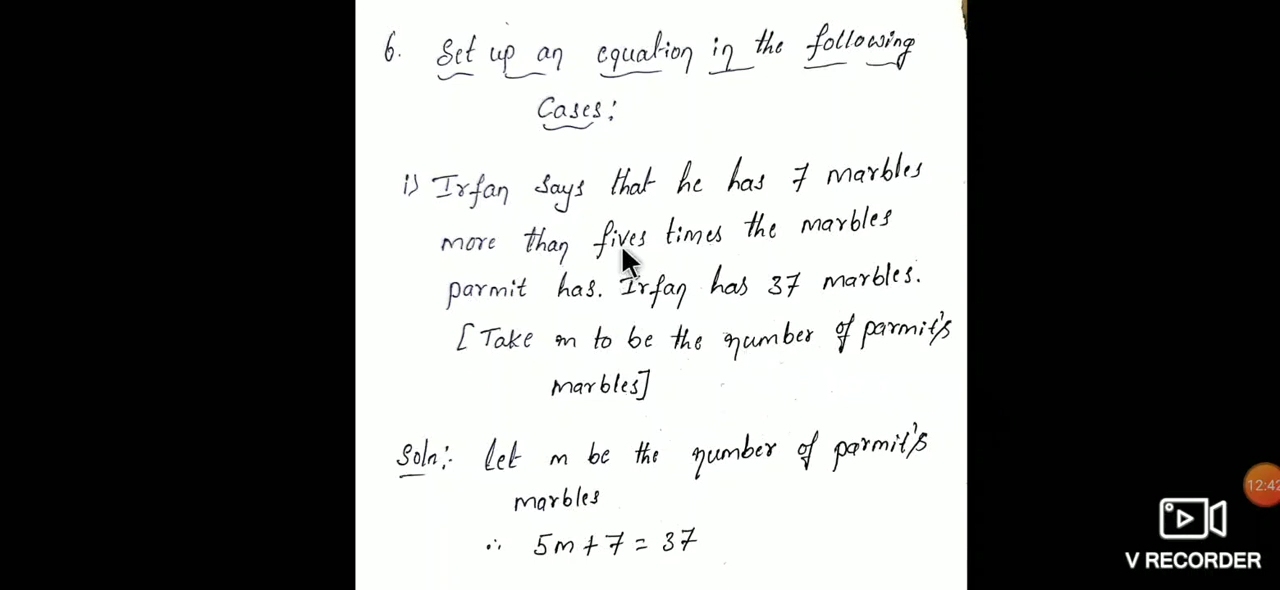 6. Set up an equation in the following
Cases:
i) Irfan says that he has 7 marbles
more than fives times the marbles
parmit has. Irfan has 37 marbles.
[Take m to be the number of parmit's
marbles]
Soln:- Let m be the number of parmit's
marbles
∴ 5m + 7 = 37
12:42
V RECORDER